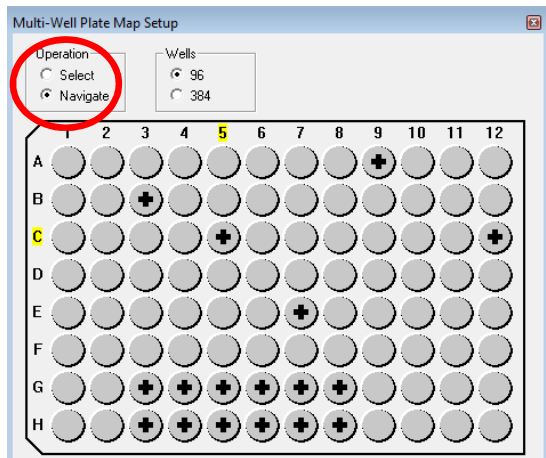 Multi-Well Plate Map Setup
Operation
Select
Navigate
Wells
96
384
1 2 3 4 5 6 7 8 9 10 11 12
A
B
C
D
E
F
G
H